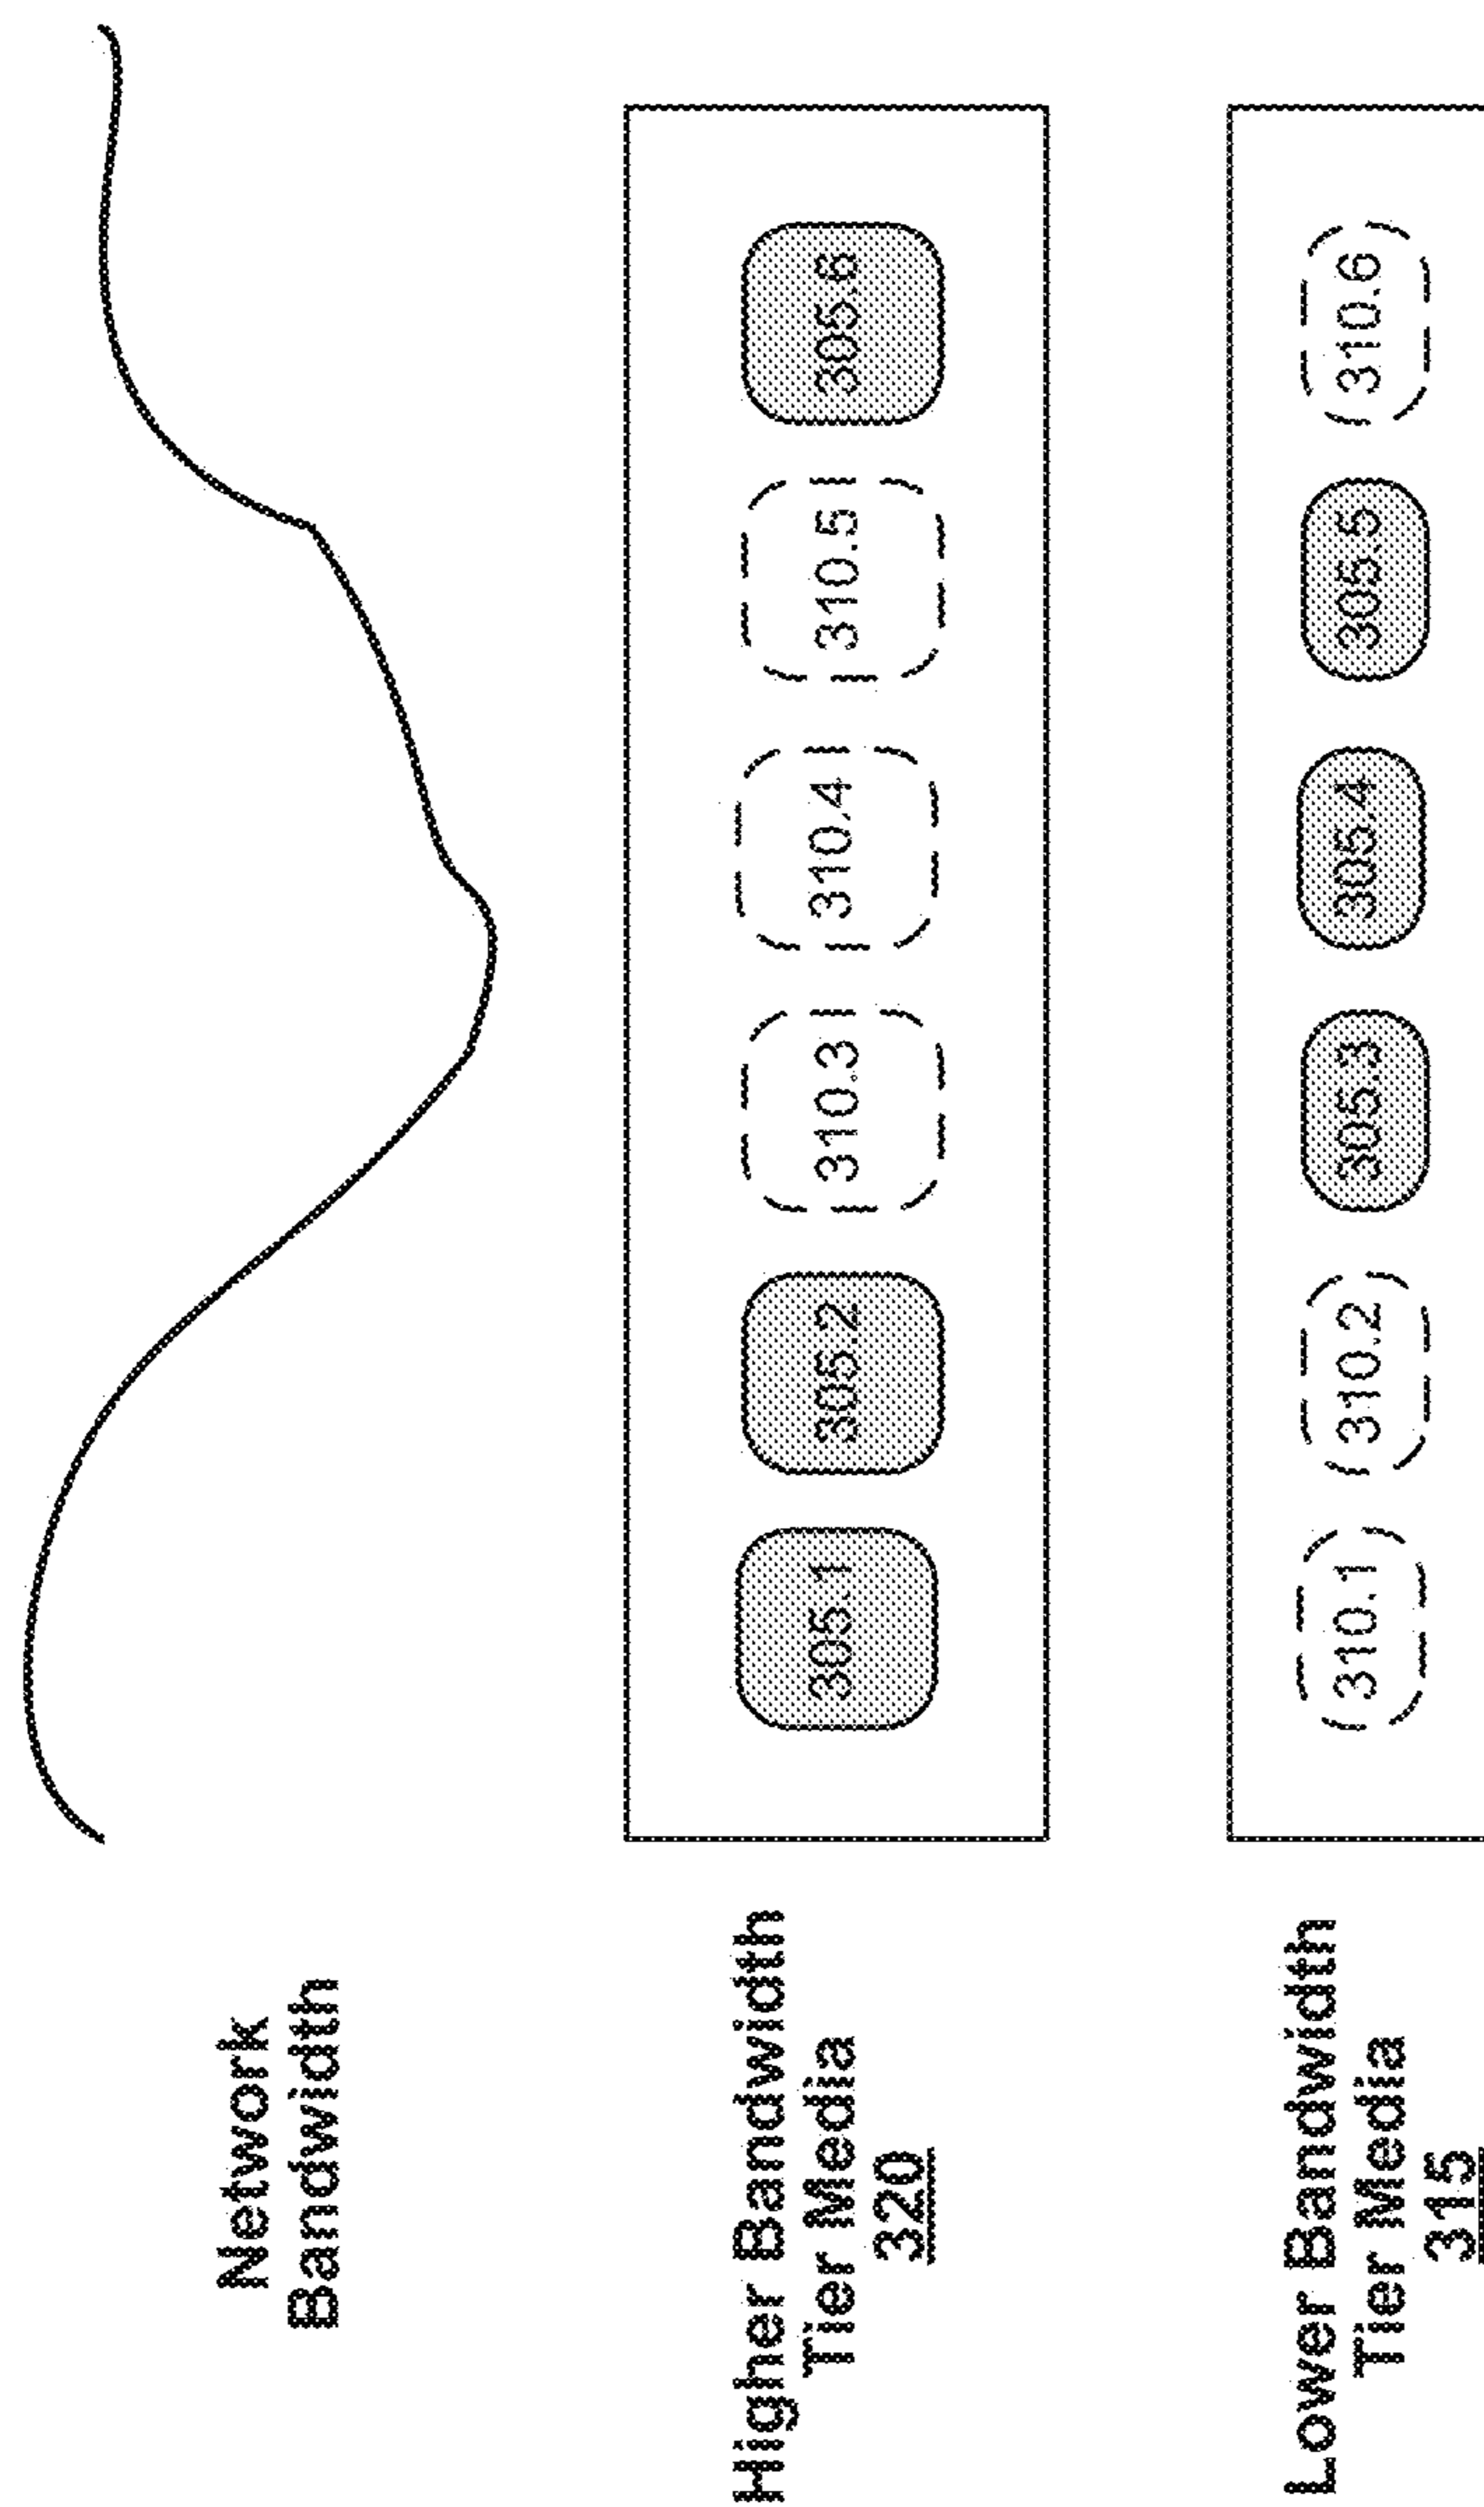 Network
Bandwidth
Higher Bandwidth
Tier Media
320
305.1
305.2
310.3
310.4
310.5
305.6
Lower Bandwidth
Tier Media
315
310.1
310.2
305.3
305.4
305.5
310.6